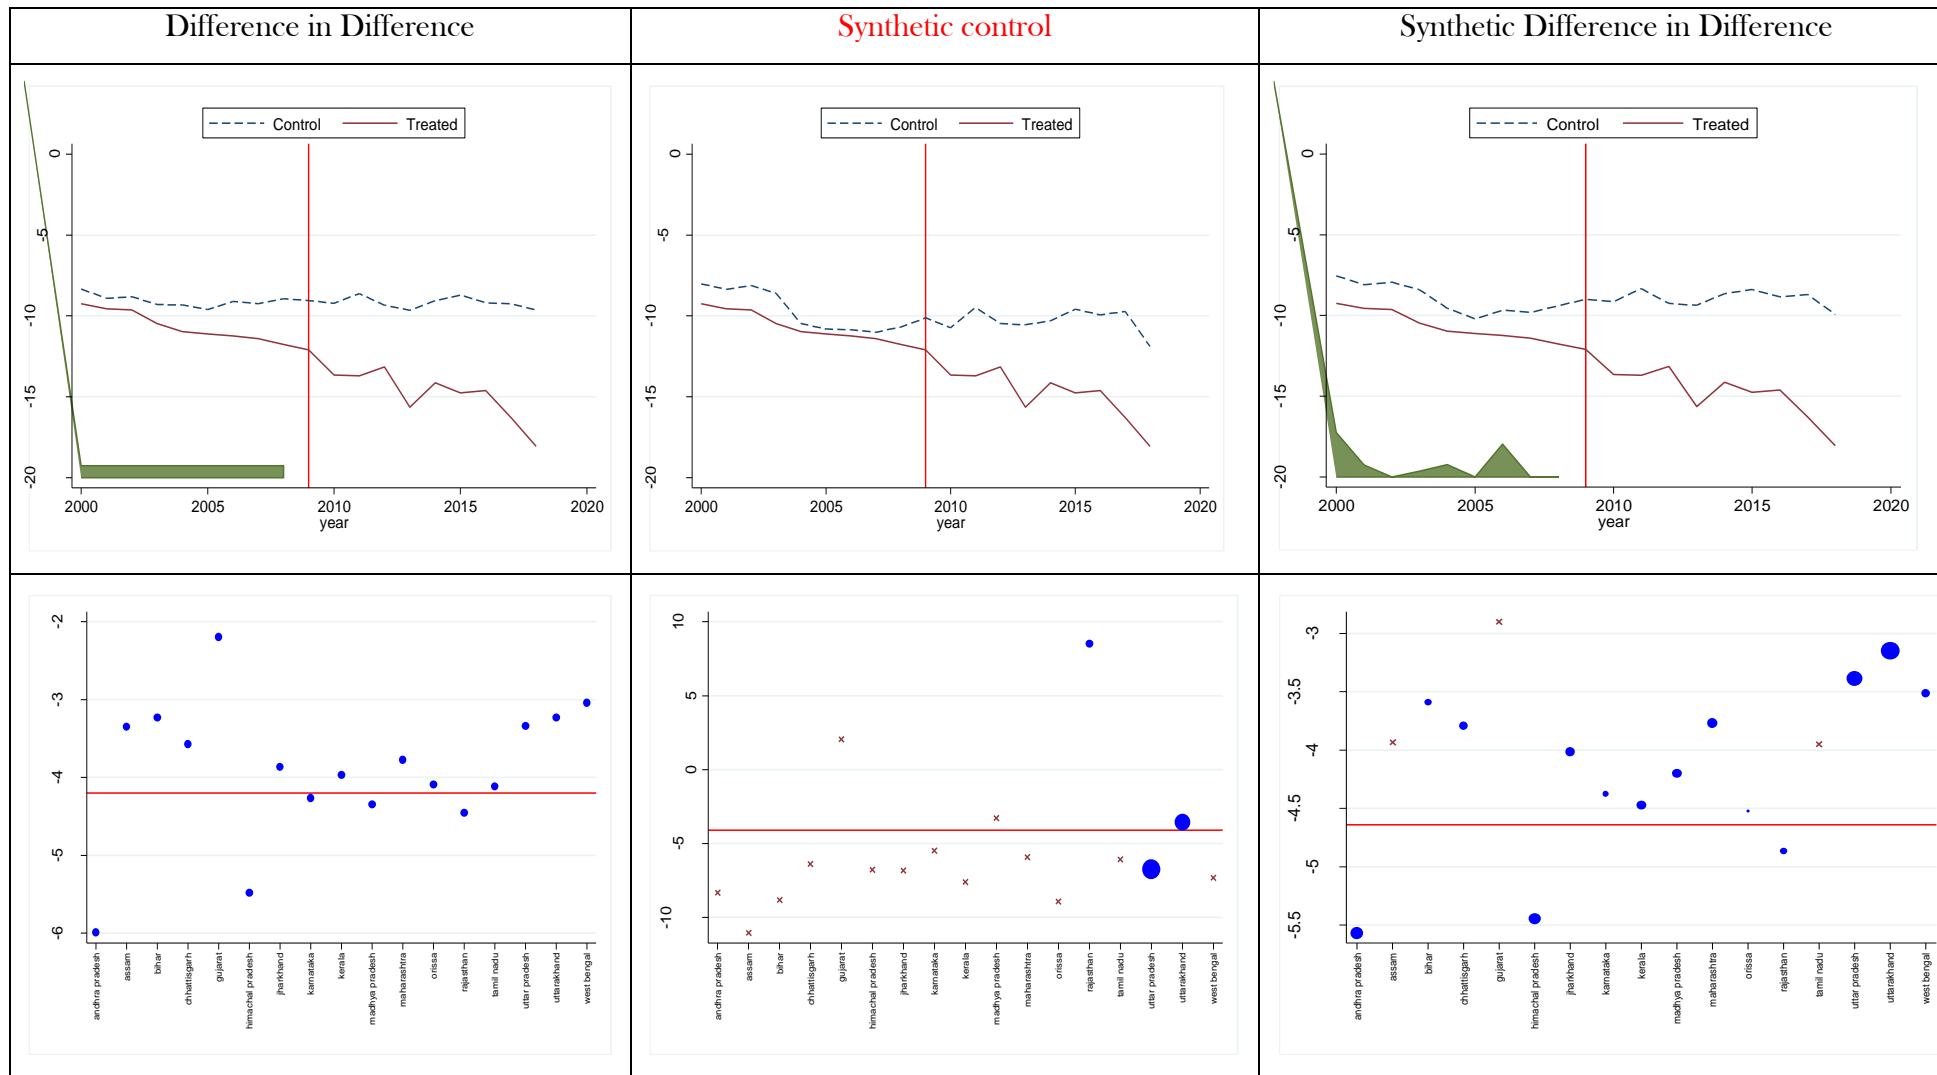 Difference in Difference
Synthetic control
Synthetic Difference in Difference
Control Treated
0
-5
-10
-15
-20
2000 2005 2010 2015 2020
year
Control Treated
0
-5
-10
-15
-20
2000 2005 2010 2015 2020
year
Control Treated
0
-5
-10
-15
-20
2000 2005 2010 2015 2020
year
-2
-3
-4
-5
-6
andhra pradesh
assam
bihar
chhattisgarh
gujarat
himachal pradesh
jharkhand
karnataka
kerala
madhya pradesh
maharashtra
orissa
rajasthan
tamil nadu
uttar pradesh
uttarakhand
west bengal
10
5
0
-5
-10
andhra pradesh
assam
bihar
chhattisgarh
gujarat
himachal pradesh
jharkhand
karnataka
kerala
madhya pradesh
maharashtra
orissa
rajasthan
tamil nadu
uttar pradesh
uttarakhand
west bengal
-3
-3.5
-4
-4.5
-5
-5.5
andhra pradesh
assam
bihar
chhattisgarh
gujarat
himachal pradesh
jharkhand
karnataka
kerala
madhya pradesh
maharashtra
orissa
rajasthan
tamil nadu
uttar pradesh
uttarakhand
west bengal